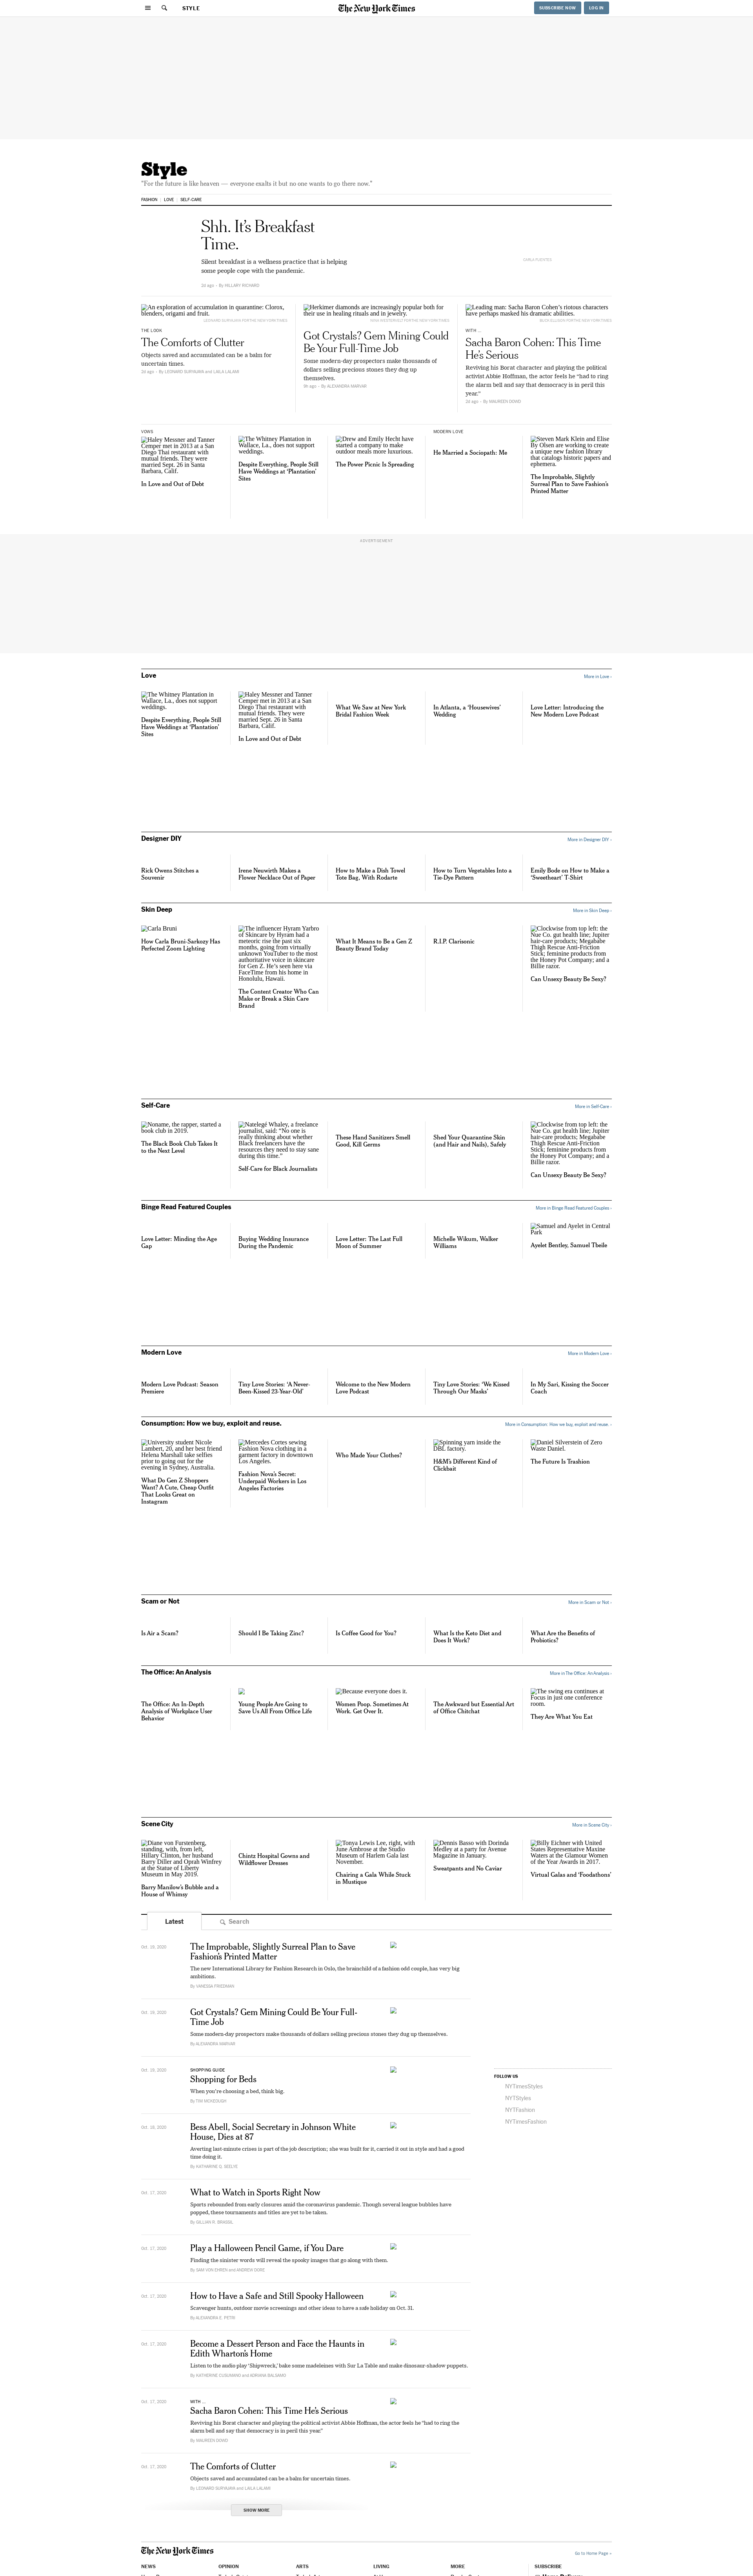 STYLE
The New York Times
SUBSCRIBE NOW
LOG IN
Style
"For the future is like heaven — everyone exalts it but no one wants to go there now."
FASHION
LOVE
SELF-CARE
Shh. It's Breakfast
Time.
Silent breakfast is a wellness practice that is helping
some people cope with the pandemic.
By HILLARY RICHARD
An exploration of accumulation in quarantine: Clorox,
blenders, origami and fruit.
LEONARD SURYAJAYA FOR THE NEW YORK TIMES
THE LOOK
The Comforts of Clutter
Objects saved and accumulated can be a balm for
uncertain times.
By LEONARD SURYAJAYA and LAILA LALAMI
Herkimer diamonds are increasingly popular both for
their use in healing rituals and in jewelry.
Got Crystals? Gem Mining Could
Be Your Full-Time Job
Some modern-day prospectors make thousands of
dollars selling precious stones they dug up
themselves.
By ALEXANDRA MARVAR
Leading man: Sacha Baron Cohen's riotous characters
have perhaps masked his dramatic abilities.
WITH ...
Sacha Baron Cohen: This Time
He's Serious
Reviving his Borat character and playing the political
activist Abbie Hoffman, the actor feels he "had to ring
the alarm bell and say that democracy is in peril this
year."
By MAUREEN DOWD
VOWS
Haley Messner and Tanner
Cemper met in 2013 at a San
Diego Thai restaurant with
mutual friends. They were
married Sept. 26 in Santa
Barbara, Calif.
In Love and Out of Debt
The Whitney Plantation in
Wallace, La., does not support
weddings.
Despite Everything, People Still
Have Weddings at 'Plantation'
Sites
Drew and Emily Hecht have
started a company to make
outdoor meals more luxurious.
The Power Picnic Is Spreading
MODERN LOVE
He Married a Sociopath: Me
Steven Mark Klein and Elise
By Olsen are working to create
a unique new fashion library
that catalogs historic papers and
ephemera.
The Improbable, Slightly
Surreal Plan to Save Fashion's
Printed Matter
ADVERTISEMENT
Love
More in Love ›
The Whitney Plantation in
Wallace, La., does not support
weddings.
Despite Everything, People Still
Have Weddings at 'Plantation'
Sites
Haley Messner and Tanner
Cemper met in 2013 at a San
Diego Thai restaurant with
mutual friends. They were
married Sept. 26 in Santa
Barbara, Calif.
In Love and Out of Debt
What We Saw at New York
Bridal Fashion Week
In Atlanta, a 'Housewives'
Wedding
Love Letter: Introducing the
New Modern Love Podcast
Designer DIY
More in Designer DIY ›
Rick Owens Stitches a
Souvenir
Irene Neuwirth Makes a
Flower Necklace Out of Paper
How to Make a Dish Towel
Tote Bag, With Rodarte
How to Turn Vegetables Into a
Tie-Dye Pattern
Emily Bode on How to Make a
'Sweetheart' T-Shirt
Skin Deep
More in Skin Deep ›
Carla Bruni
How Carla Bruni-Sarkozy Has
Perfected Zoom Lighting
The influencer Hyram Yarbro
of Skincare by Hyram had a
meteoric rise the past six
months, going from virtually
unknown YouTuber to the most
authoritative voice in skincare
for Gen Z. He's seen here via
FaceTime from his home in
Honolulu, Hawaii.
The Content Creator Who Can
Make or Break a Skin Care
Brand
What It Means to Be a Gen Z
Beauty Brand Today
R.I.P. Clarisonic
Clockwise from top left: the
Nue Co. gut health line; Jupiter
hair-care products; Megababe
Thigh Rescue Anti-Friction
Stick; feminine products from
the Honey Pot Company; and a
Billie razor.
Can Unsexy Beauty Be Sexy?
Self-Care
More in Self-Care ›
Noname, the rapper, started a
book club in 2019.
The Black Book Club Takes It
to the Next Level
Natelegé Whaley, a freelance
journalist, said: "No one is
really thinking about whether
Black freelancers have the
resources they need to stay sane
during this time."
Self-Care for Black Journalists
These Hand Sanitizers Smell
Good, Kill Germs
Shed Your Quarantine Skin
(and Hair and Nails), Safely
Clockwise from top left: the
Nue Co. gut health line; Jupiter
hair-care products; Megababe
Thigh Rescue Anti-Friction
Stick; feminine products from
the Honey Pot Company; and a
Billie razor.
Can Unsexy Beauty Be Sexy?
Binge Read Featured Couples
More in Binge Read Featured Couples ›
Love Letter: Minding the Age
Gap
Buying Wedding Insurance
During the Pandemic
Love Letter: The Last Full
Moon of Summer
Michelle Wikum, Walker
Williams
Samuel and Ayelet in Central
Park
Ayelet Bentley, Samuel Theile
Modern Love
More in Modern Love ›
Modern Love Podcast: Season
Premiere
Tiny Love Stories: 'A Never-
Been-Kissed 23-Year-Old'
Welcome to the New Modern
Love Podcast
Tiny Love Stories: 'We Kissed
Through Our Masks'
In My Sari, Kissing the Soccer
Coach
Consumption: How we buy, exploit and reuse.
More in Consumption: How we buy, exploit and reuse. ›
University student Nicole
Lambert, 20, and her best friend
Helena Marshall take selfies
prior to going out for the
evening in Sydney, Australia.
What Do Gen Z Shoppers
Want? A Cute, Cheap Outfit
That Looks Great on
Instagram
Mercedes Cortes sewing
Fashion Nova clothing in a
garment factory in downtown
Los Angeles.
Fashion Nova's Secret:
Underpaid Workers in Los
Angeles Factories
Who Made Your Clothes?
Spinning yarn inside the
DBL factory.
H&M's Different Kind of
Clickbait
Daniel Silverstein of Zero
Waste Daniel.
The Future Is Trashion
Scam or Not
More in Scam or Not ›
Is Air a Scam?
Should I Be Taking Zinc?
Is Coffee Good for You?
What Is the Keto Diet and
Does It Work?
What Are the Benefits of
Probiotics?
The Office: An Analysis
More in The Office: An Analysis ›
The Office: An In-Depth
Analysis of Workplace User
Behavior
Young People Are Going to
Save Us All From Office Life
Because everyone does it.
Women Poop. Sometimes At
Work. Get Over It.
The Awkward but Essential Art
of Office Chitchat
The swing era continues at
Focus in just one conference
room.
They Are What You Eat
Scene City
More in Scene City ›
Diane von Furstenberg,
standing, with, from left,
Hillary Clinton, her husband
Barry Diller and Oprah Winfrey
at the Statue of Liberty
Museum in May 2019.
Barry Manilow's Bubble and a
House of Whimsy
Chintz Hospital Gowns and
Wildflower Dresses
Tonya Lewis Lee, right, with
June Ambrose at the Studio
Museum of Harlem Gala last
November.
Chairing a Gala While Stuck
in Mustique
Dennis Basso with Dorinda
Medley at a party for Avenue
Magazine in January.
Sweatpants and No Caviar
Billy Eichner with United
States Representative Maxine
Waters at the Glamour Women
of the Year Awards in 2017.
Virtual Galas and 'Foodathons'
Latest
Search
Oct. 19, 2020
The Improbable, Slightly Surreal Plan to Save
Fashion's Printed Matter
The new International Library for Fashion Research in Oslo, the brainchild of a fashion odd couple, has very big
ambitions.
By VANESSA FRIEDMAN
Oct. 19, 2020
Got Crystals? Gem Mining Could Be Your Full-
Time Job
Some modern-day prospectors make thousands of dollars selling precious stones they dug up themselves.
By ALEXANDRA MARVAR
SHOPPING GUIDE
Shopping for Beds
When you're choosing a bed, think big.
By TIM MCKEOUGH
Bess Abell, Social Secretary in Johnson White
House, Dies at 87
Averting last-minute crises is part of the job description; she was built for it, carried it out in style and had a good
time doing it.
By KATHARINE Q. SEELYE
Oct. 17, 2020
What to Watch in Sports Right Now
Sports rebounded from early closures amid the coronavirus pandemic. Though several league bubbles have
popped, these tournaments and titles are yet to be taken.
By GILLIAN R. BRASSIL
Oct. 17, 2020
Play a Halloween Pencil Game, if You Dare
Finding the sinister words will reveal the spooky images that go along with them.
Oct. 17, 2020
How to Have a Safe and Still Spooky Halloween
Scavenger hunts, outdoor movie screenings and other ideas to have a safe holiday on Oct. 31.
By ALEXANDRA E. PETRI
Oct. 17, 2020
Become a Dessert Person and Face the Haunts in
Edith Wharton's Home
Listen to the audio play 'Shipwreck,' bake some madeleines with Sur La Table and make dinosaur-shadow puppets.
By KATHERINE CUSUMANO and ADRIANA BALSAMO
Oct. 17, 2020
WITH ...
Sacha Baron Cohen: This Time He's Serious
Reviving his Borat character and playing the political activist Abbie Hoffman, the actor feels he "had to ring the
alarm bell and say that democracy is in peril this year."
By MAUREEN DOWD
Oct. 17, 2020
The Comforts of Clutter
Objects saved and accumulated can be a balm for uncertain times.
By LEONARD SURYAJAYA and LAILA LALAMI
SHOW MORE
FOLLOW US
NYTimesStyles
NYTStyles
NYTFashion
NYTimesFashion
The New York Times
Go to Home Page »
NEWS
OPINION
ARTS
LIVING
MORE
SUBSCRIBE